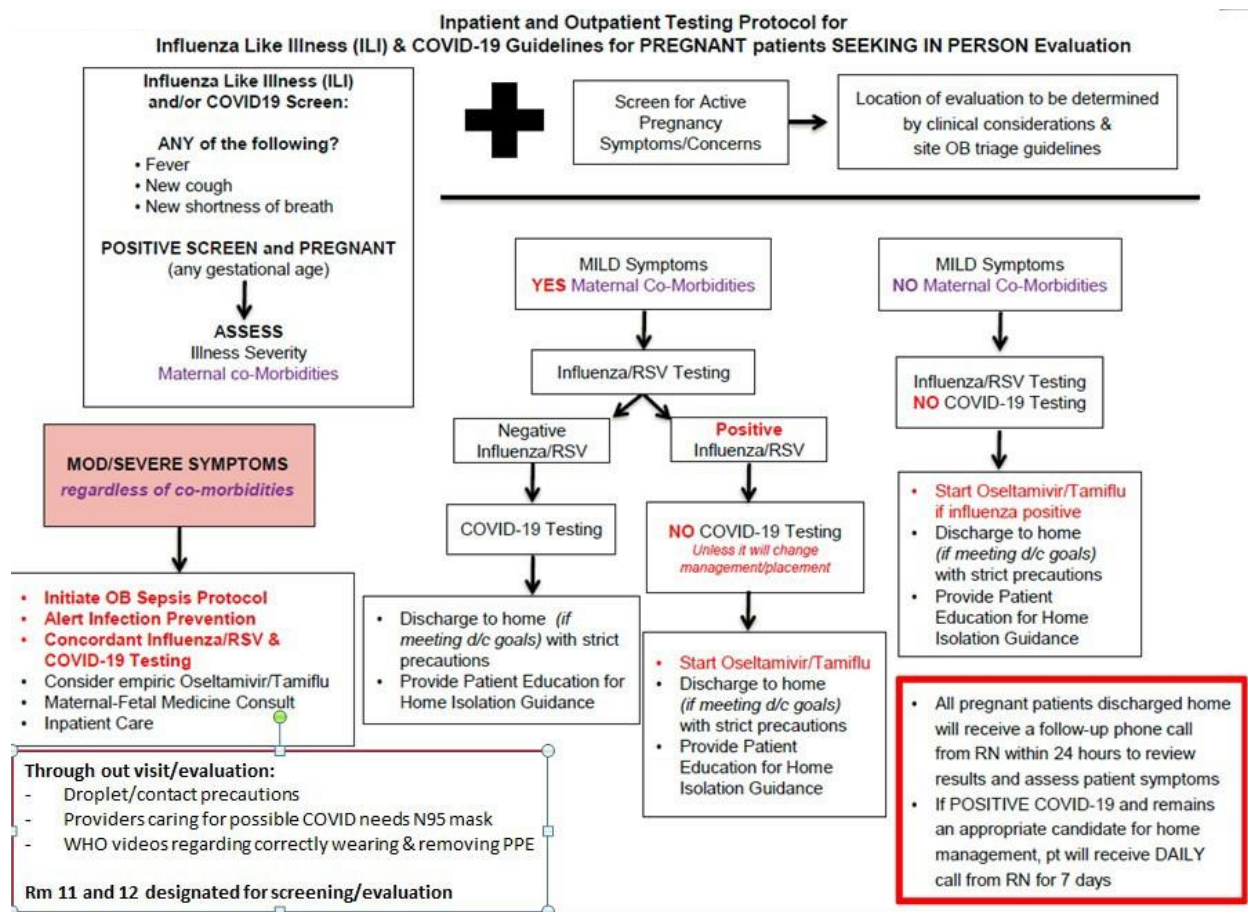 Inpatient and Outpatient Testing Protocol for
Influenza Like Illness (ILI) & COVID-19 Guidelines for PREGNANT patients SEEKING IN PERSON Evaluation
Influenza Like Illness (ILI)
and/or COVID19 Screen:
ANY of the following?
• Fever
• New cough
• New shortness of breath
POSITIVE SCREEN and PREGNANT
(any gestational age)
ASSESS
Illness Severity
Maternal co-Morbidities
Screen for Active
Pregnancy
Symptoms/Concerns
Location of evaluation to be determined
by clinical considerations &
site OB triage guidelines
MOD/SEVERE SYMPTOMS
regardless of co-morbidities
• Initiate OB Sepsis Protocol
• Alert Infection Prevention
• Concordant Influenza/RSV &
COVID-19 Testing
• Consider empiric Oseltamivir/Tamiflu
• Maternal-Fetal Medicine Consult
• Inpatient Care
MILD Symptoms
YES Maternal Co-Morbidities
Influenza/RSV Testing
Negative
Influenza/RSV
COVID-19 Testing
• Discharge to home (if
meeting d/c goals) with strict
precautions
• Provide Patient Education for
Home Isolation Guidance
Positive
Influenza/RSV
NO COVID-19 Testing
Unless it will change
management/placement
• Start Oseltamivir/Tamiflu
• Discharge to home
(if meeting d/c goals)
with strict precautions
• Provide Patient
Education for Home
Isolation Guidance
MILD Symptoms
NO Maternal Co-Morbidities
Influenza/RSV Testing
NO COVID-19 Testing
• Start Oseltamivir/Tamiflu
if influenza positive
• Discharge to home
(if meeting d/c goals)
with strict precautions
• Provide Patient
Education for Home
Isolation Guidance
• All pregnant patients discharged home
will receive a follow-up phone call
from RN within 24 hours to review
results and assess patient symptoms
• If POSITIVE COVID-19 and remains
an appropriate candidate for home
management, pt will receive DAILY
call from RN for 7 days
Through out visit/evaluation:
- Droplet/contact precautions
- Providers caring for possible COVID needs N95 mask
- WHO videos regarding correctly wearing & removing PPE
Rm 11 and 12 designated for screening/evaluation